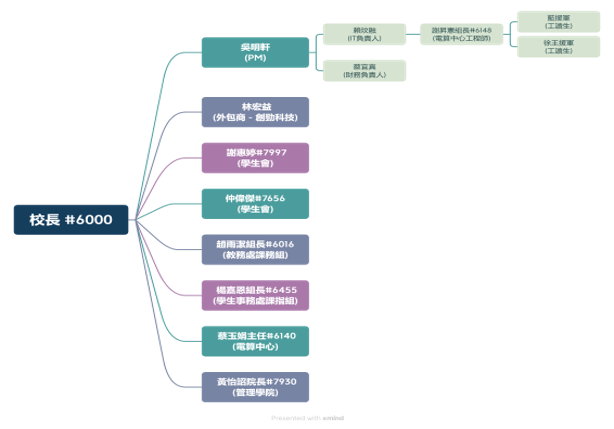 校長 #6000
吳明軒
(PM)
賴玟融
(IT負責人)
謝昇憲組長#6148
(電算中心工程師)
藍援軍
(工讀生)
徐正援軍
(工讀生)
蔡宜真
(財務負責人)
林宏益
(外包商 - 創勁科技)
謝惠婷#7997
(學生會)
仲偉傑#7656
(學生會)
趙雨潔組長#6016
(教務處課務組)
楊嘉恩組長#6455
(學生事務處課指組)
蔡玉娟主任#6140
(電算中心)
黃怡詔院長#7930
(管理學院)
Presented with xmind